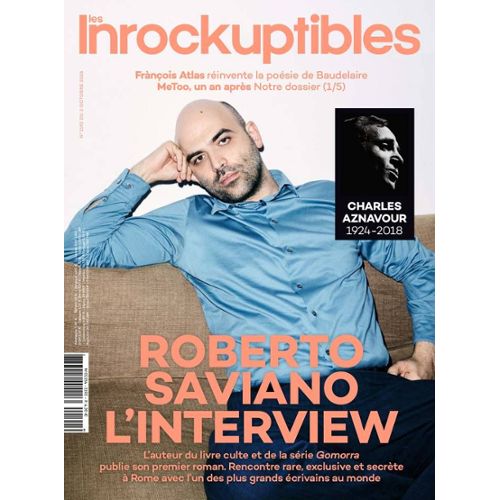 les
Inrockuptibles
Frànçois Atlas réinvente la poésie de Baudelaire
MeToo, un an après Notre dossier (1/5)
CHARLES
AZNAVOUR
1924-2018
ROBERTO
SAVIANO
L'INTERVIEW
L'auteur du livre culte et de la série Gomorra
publie son premier roman. Rencontre rare, exclusive et secrète
à Rome avec l'un des plus grands écrivains au monde